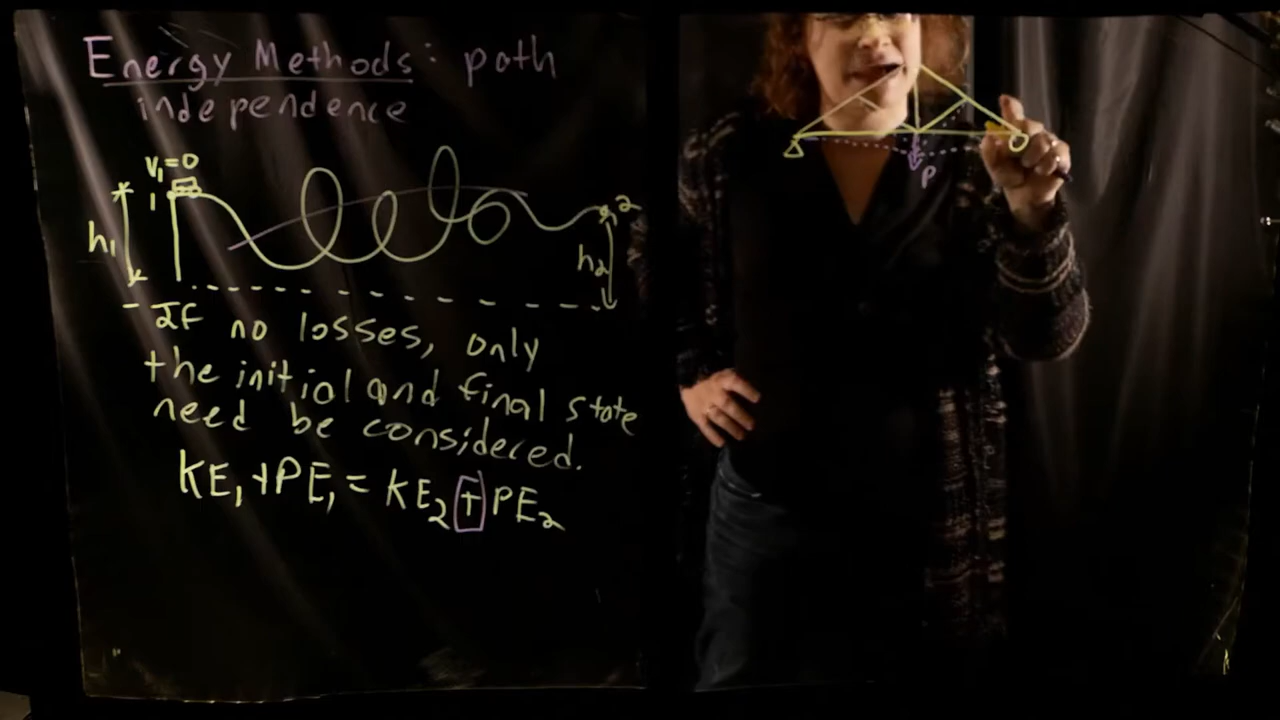 Energy Methods: path
independence
V₁=0
1
h₁
2
h₂
If no losses, only
the initial and final state
need be considered.
KE₁+PE₁=KE₂+PE₂
P